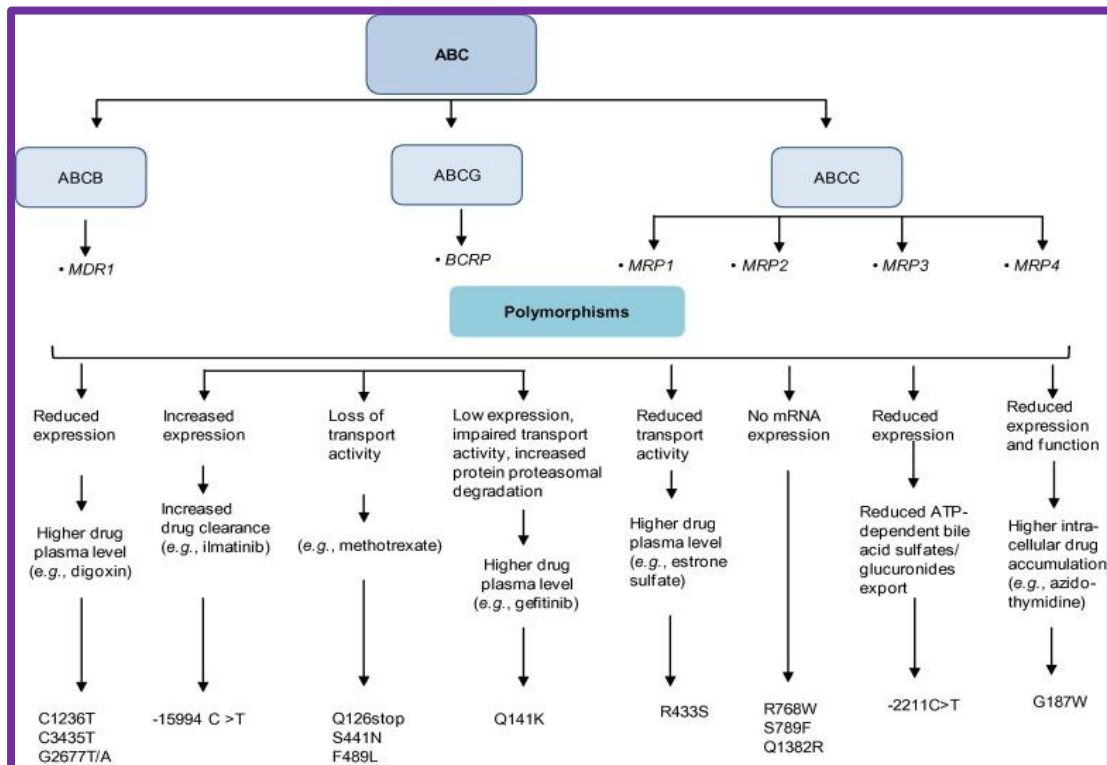 ABC
ABCB
ABCG
ABCC
• MDR1
• BCRP
• MRP1
• MRP2
• MRP3
• MRP4
Polymorphisms
Reduced
expression
Increased
expression
Loss of
transport
activity
Low expression,
impaired transport
activity, increased
protein proteasomal
degradation
Reduced
transport
activity
No mRNA
expression
Reduced
expression
Reduced
expression
and function
Higher drug
plasma level
(e.g., digoxin)
Increased
drug clearance
(e.g., ilmatinib)
(e.g., methotrexate)
Higher drug
plasma level
(e.g., gefitinib)
Higher drug
plasma level
(e.g., estrone
sulfate)
Reduced ATP-
dependent bile
acid sulfates/
glucuronides
export
Higher intra-
cellular drug
accumulation
(e.g., azido-
thymidine)
C1236T
C3435T
G2677T/A
-15994 C >T
Q126stop
S441N
F489L
Q141K
R433S
R768W
S789F
Q1382R
-2211C>T
G187W